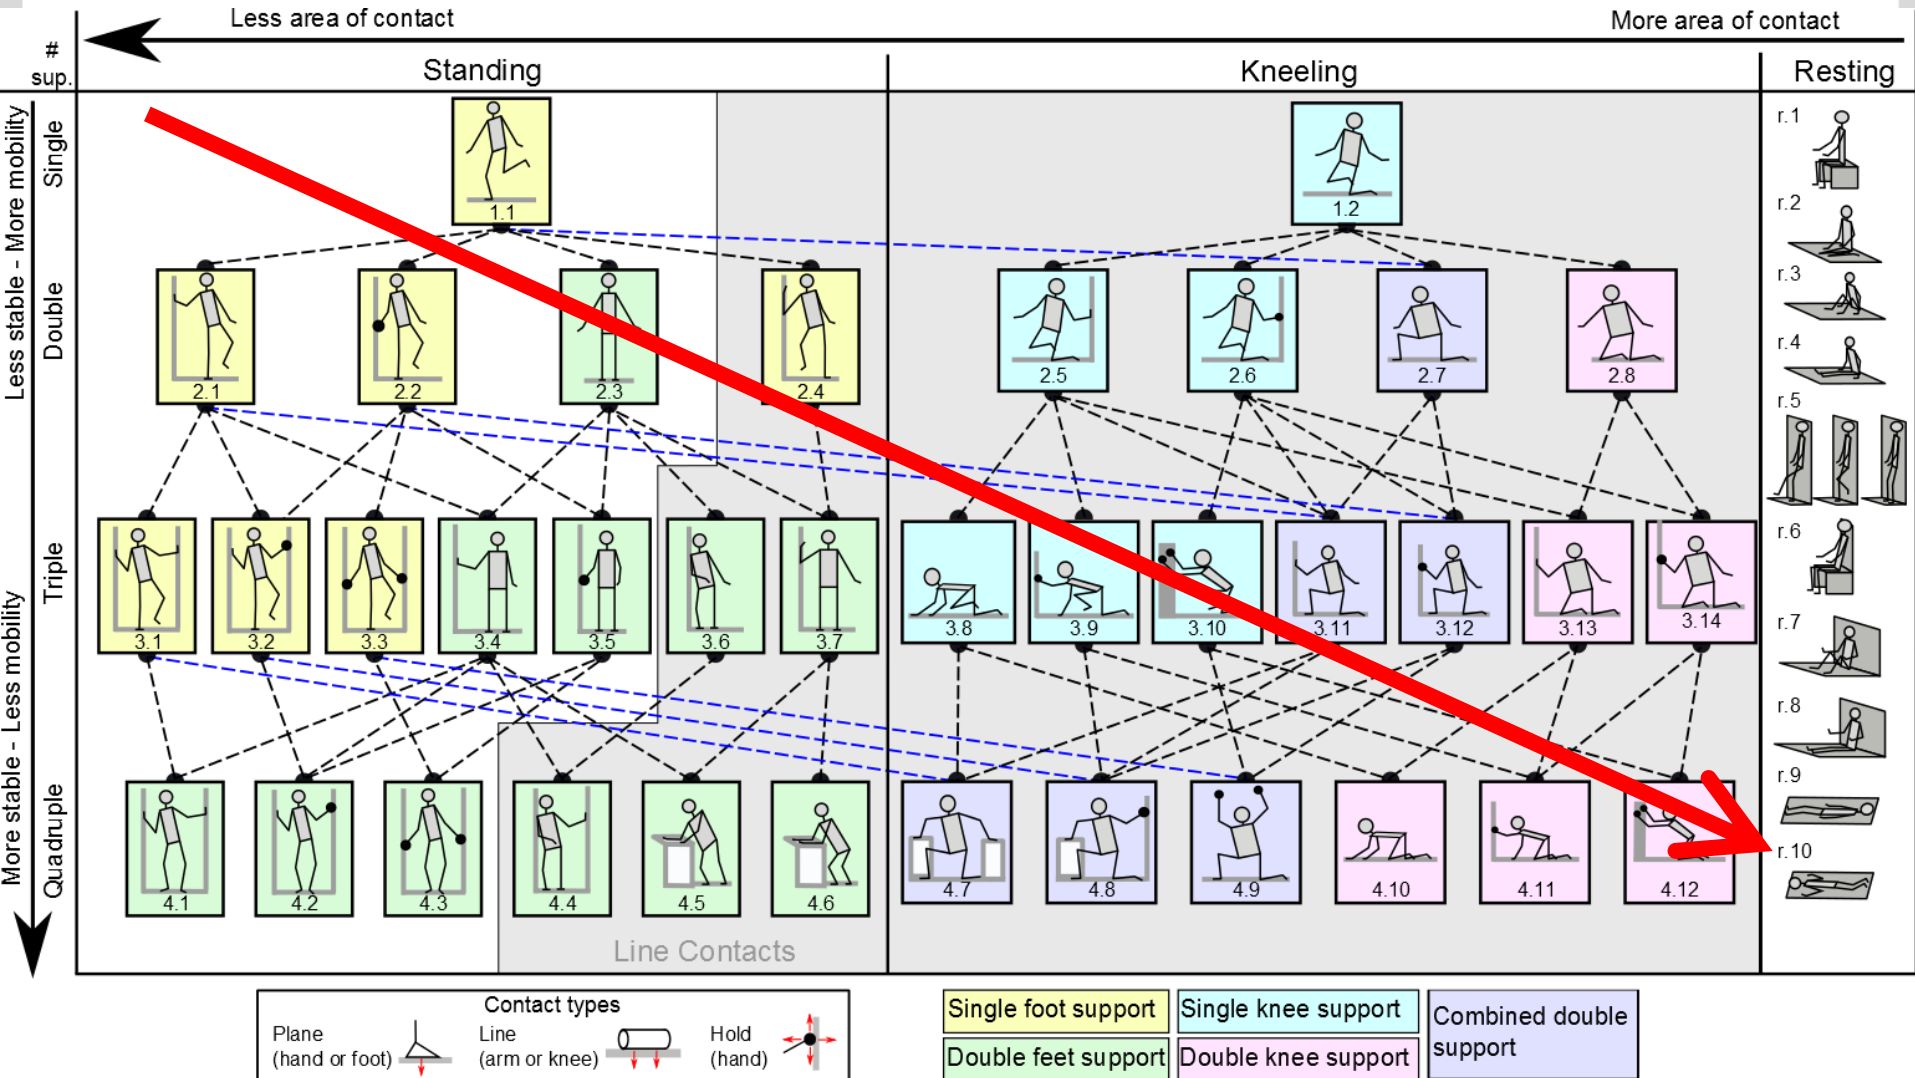 Less area of contact
More area of contact
#
sup.
Standing
Kneeling
Resting
Less stable - More mobility
More stable - Less mobility
Single
1.1
1.2
Double
2.1
2.2
2.3
2.4
2.5
2.6
2.7
2.8
Triple
3.1
3.2
3.3
3.4
3.5
3.6
3.7
3.8
3.9
3.10
3.11
3.12
3.13
3.14
Quadruple
4.1
4.2
4.3
4.4
4.5
4.6
4.7
4.8
4.9
4.10
4.11
4.12
r.1
r.2
r.3
r.4
r.5
r.6
r.7
r.8
r.9
r.10
Line Contacts
Contact types
Plane
(hand or foot)
Line
(arm or knee)
Hold
(hand)
Single foot support
Double feet support
Single knee support
Double knee support
Combined double
support